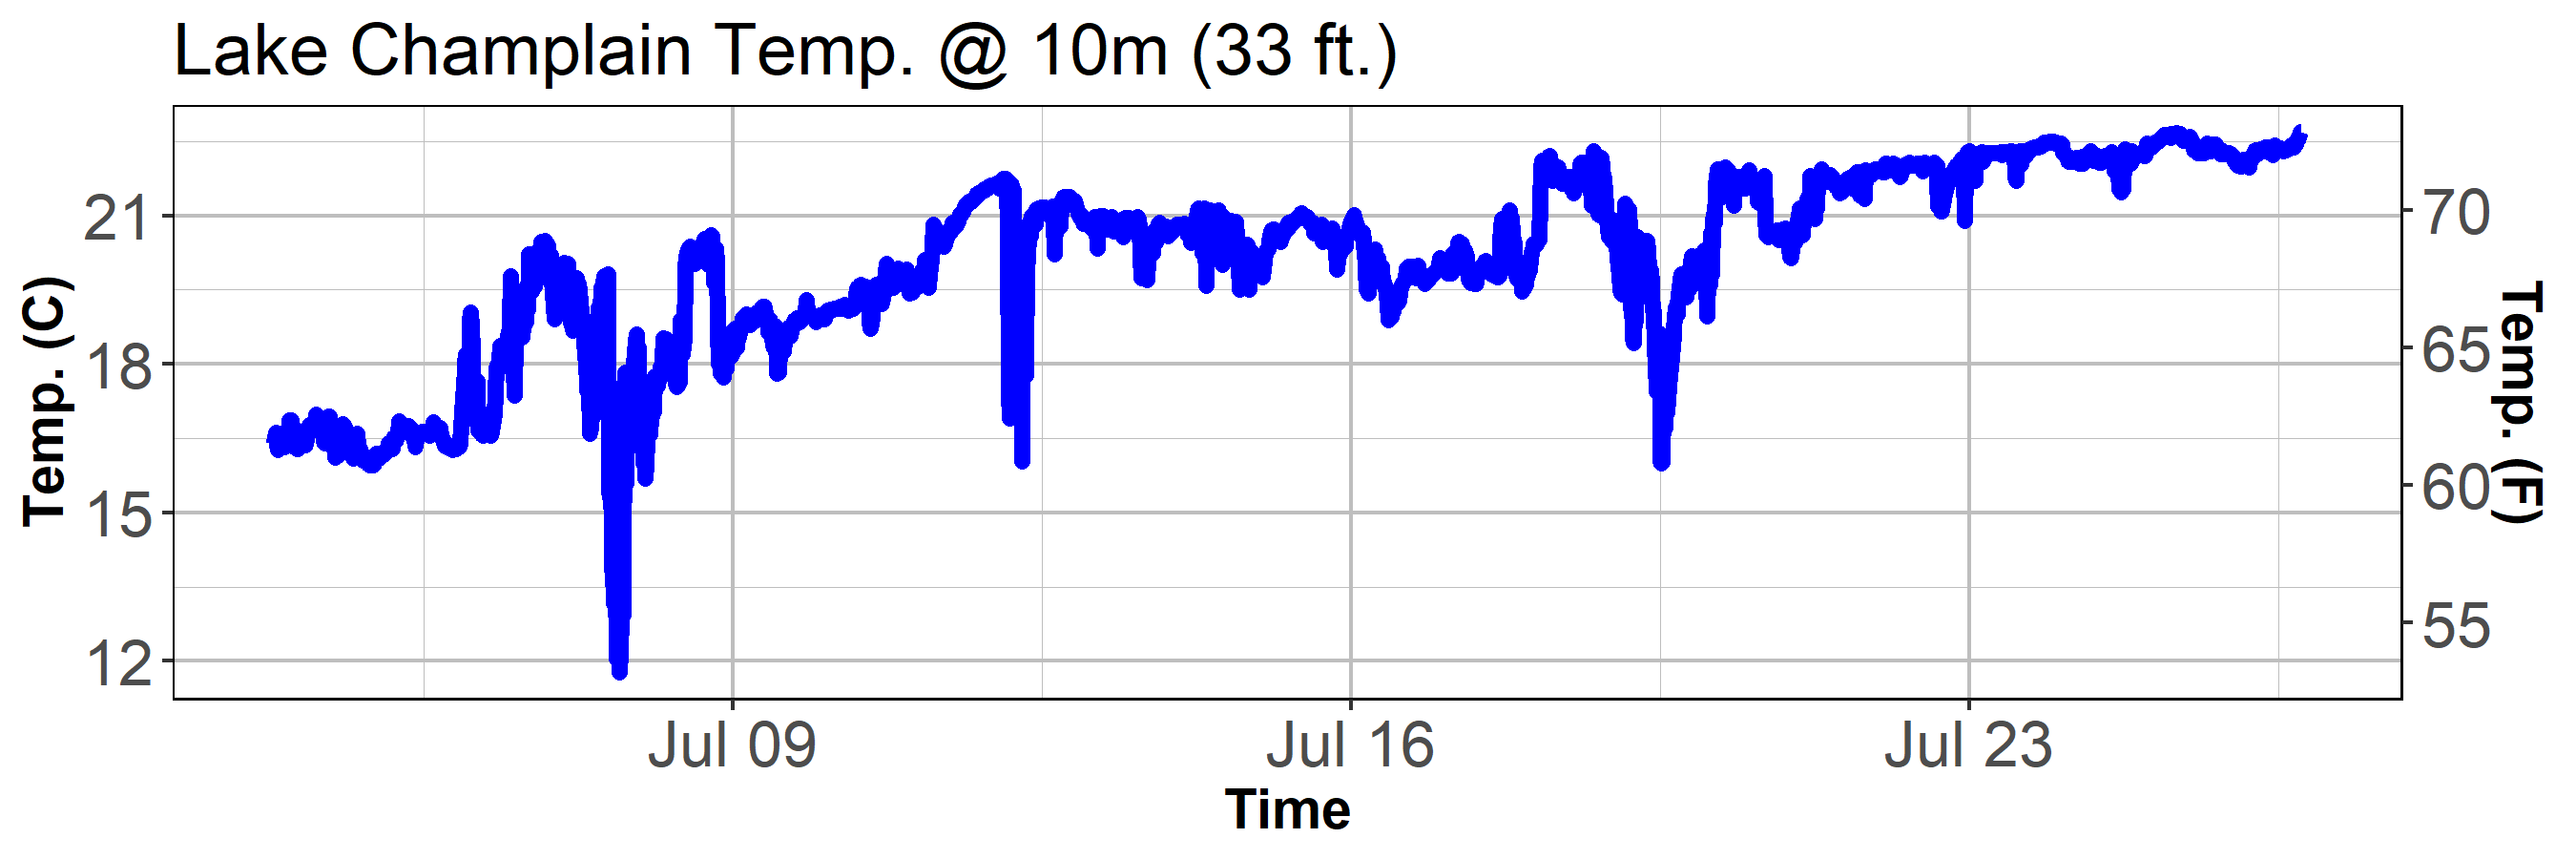 Lake Champlain Temp. @ 10m (33 ft.)
Temp. (C)
21
18
15
12
70
65
60
55
Temp. (F)
Jul 09
Jul 16
Jul 23
Time